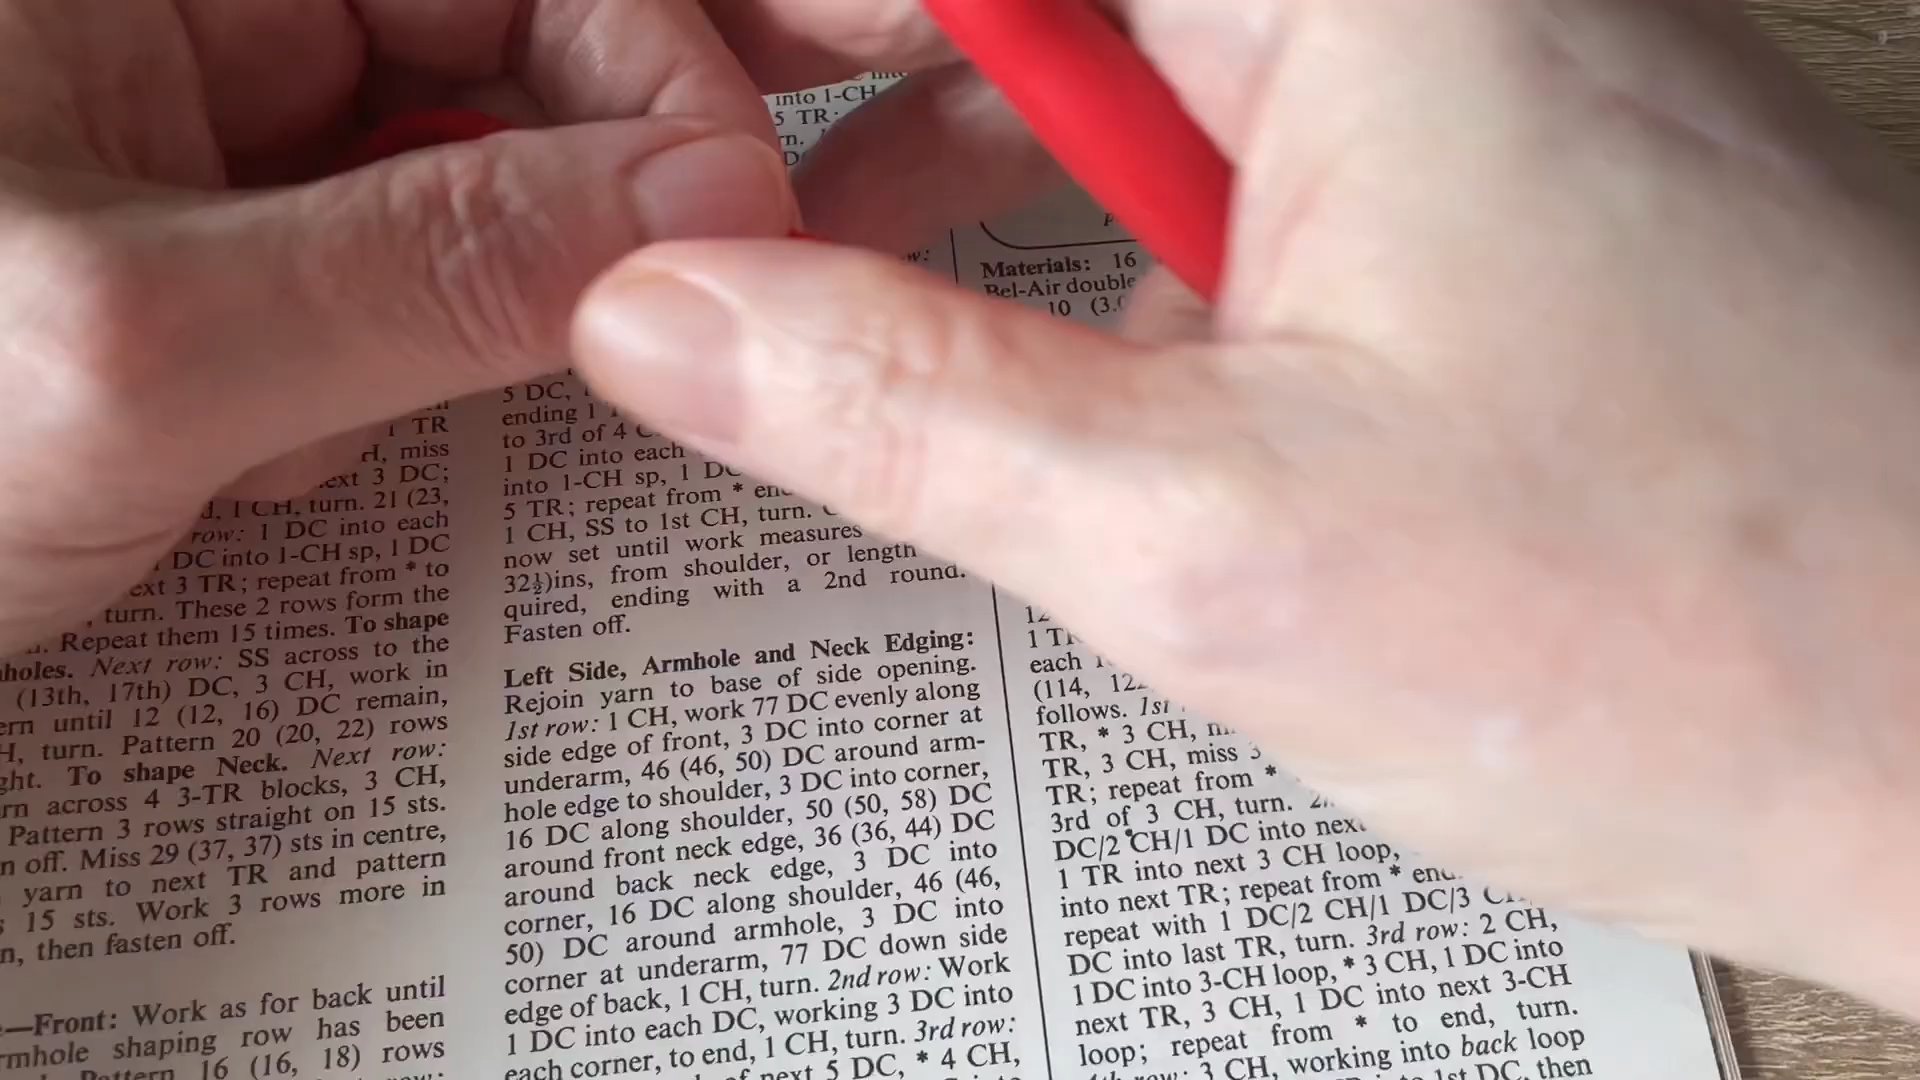 1 TR
miss
next 3 DC;
1 CH, turn. 21 (23,
row: 1 DC into each
DC into 1-CH sp, 1 DC
next 3 TR; repeat from * to
turn. These 2 rows form the
Repeat them 15 times. To shape
holes. Next row: SS across to the
(13th, 17th) DC, 3 CH, work in
ern until 12 (12, 16) DC remain,
H, turn. Pattern 20 (20, 22) rows
ght. To shape Neck. Next row:
rn across 4 3-TR blocks, 3 CH,
Pattern 3 rows straight on 15 sts.
n off. Miss 29 (37, 37) sts in centre,
yarn to next TR and pattern
15 sts. Work 3 rows more in
n, then fasten off.
—Front: Work as for back until
rmhole shaping row has been
Pattern 16 (16, 18) rows
into 1-CH
5 TR;
5 DC,
ending 1
to 3rd of 4
1 DC into each
into 1-CH sp, 1 DC
5 TR; repeat from *
1 CH, SS to 1st CH, turn.
now set until work measures
32½)ins, from shoulder, or length
quired, ending with a 2nd round.
Fasten off.
Left Side, Armhole and Neck Edging:
Rejoin yarn to base of side opening.
1st row: 1 CH, work 77 DC evenly along
side edge of front, 3 DC into corner at
underarm, 46 (46, 50) DC around arm-
hole edge to shoulder, 3 DC into corner,
16 DC along shoulder, 50 (50, 58) DC
around front neck edge, 36 (36, 44) DC
around back neck edge, 3 DC into
corner, 16 DC along shoulder, 46 (46,
50) DC around armhole, 3 DC into
corner at underarm, 77 DC down side
edge of back, 1 CH, turn. 2nd row: Work
1 DC into each DC, working 3 DC into
each corner, to end, 1 CH, turn. 3rd row:
of next 5 DC, * 4 CH,
Materials: 16
Bel-Air double
10
1 TR
each
(114,
follows. 1st
TR, * 3 CH,
TR, 3 CH, miss 3
TR; repeat from *
3rd of 3 CH, turn.
DC/2 CH/1 DC into next
1 TR into next 3 CH loop,
into next TR; repeat from *
repeat with 1 DC/2 CH/1 DC/3
DC into last TR, turn. 3rd row: 2 CH,
1 DC into 3-CH loop, * 3 CH, 1 DC into
next TR, 3 CH, 1 DC into next 3-CH
loop; repeat from * to end, turn.
row: 3 CH, working into back loop
1st DC, then